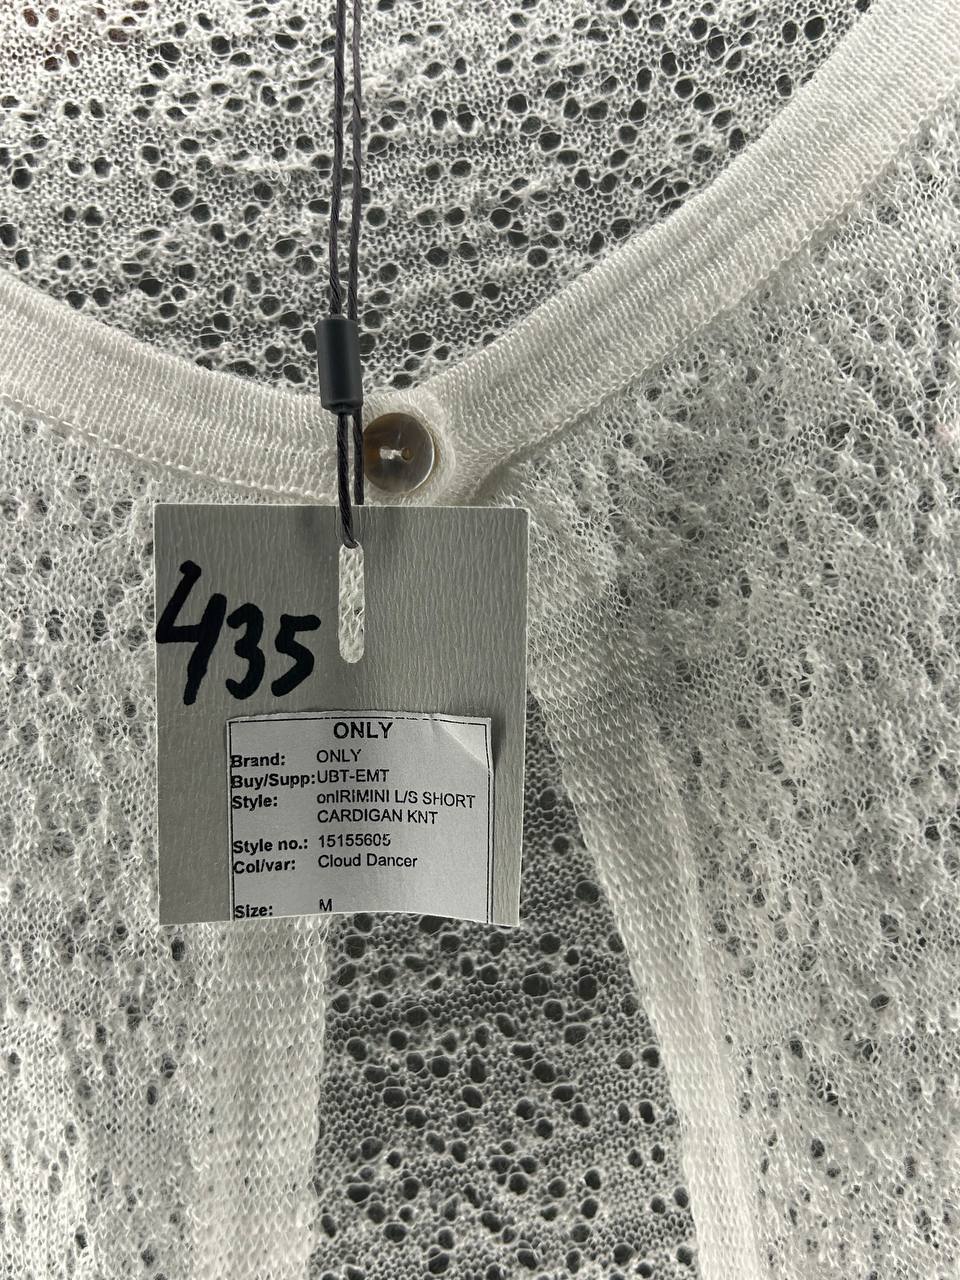 435
ONLY
Brand: ONLY
Buy/Supp: UBT-EMT
Style: onlRIMINI L/S SHORT
CARDIGAN KNT
Style no.: 15155605
Col/var: Cloud Dancer
Size: M